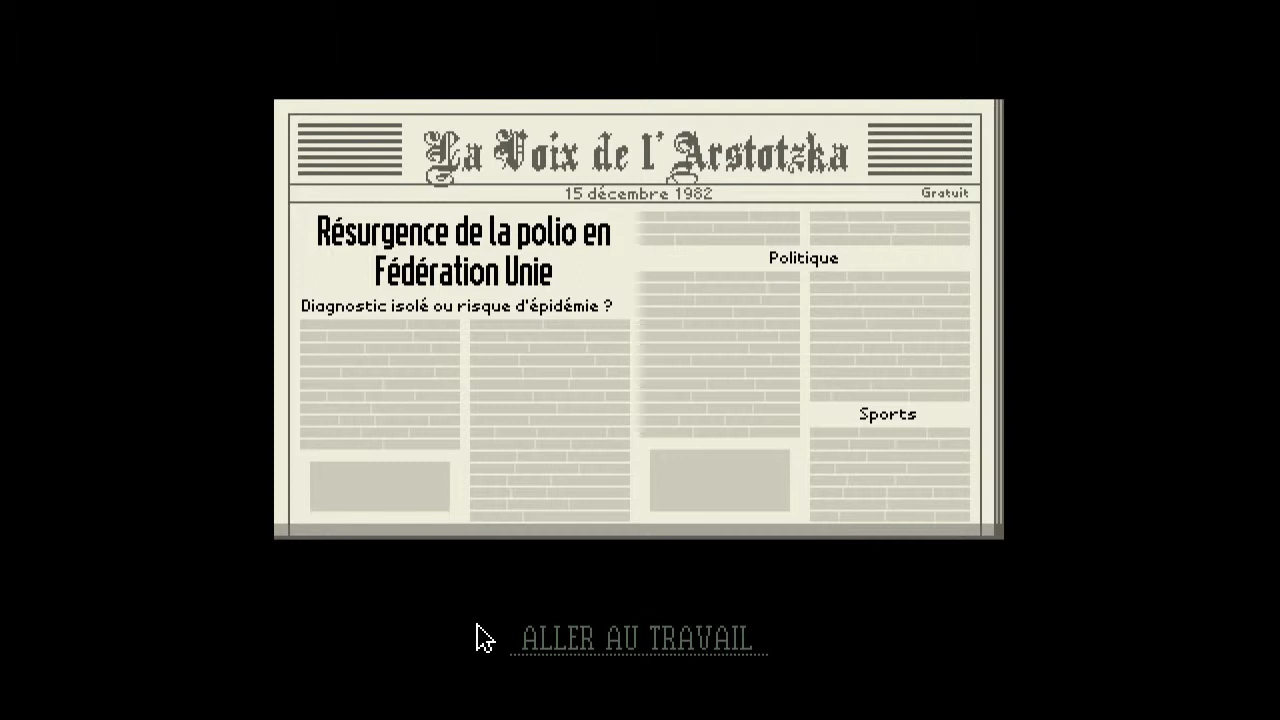 La Voix de l'Arstotzka
15 décembre 1982
Gratuit
Résurgence de la polio en
Fédération Unie
Diagnostic isolé ou risque d'épidémie ?
Politique
Sports
ALLER AU TRAVAIL